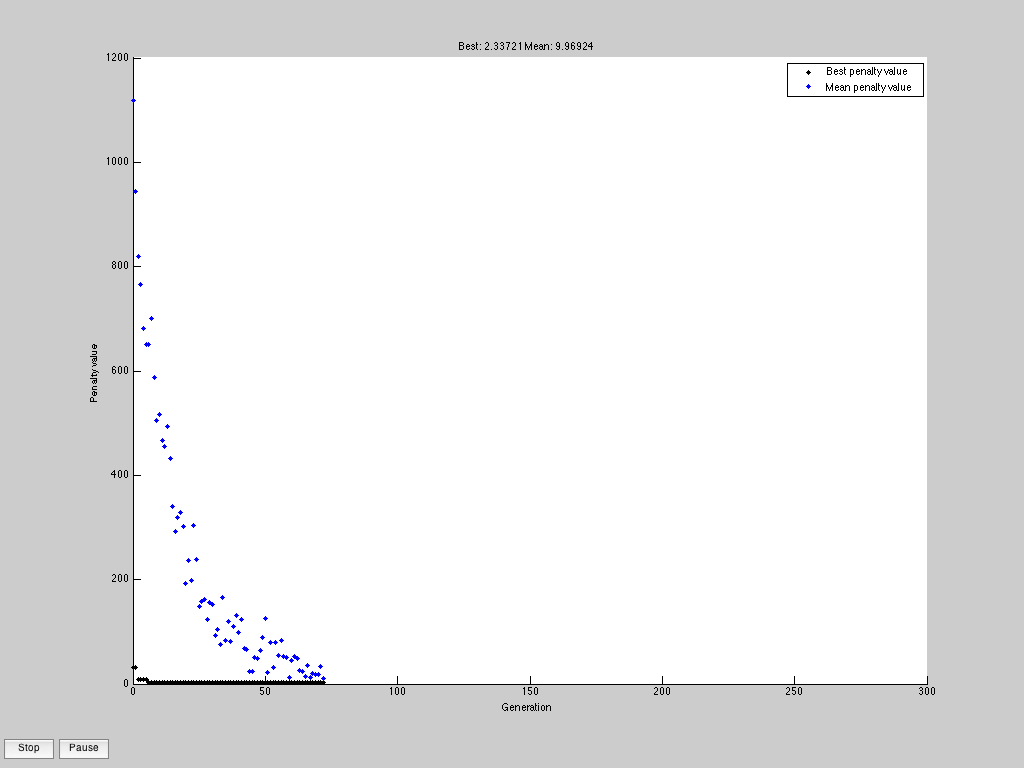 Best: 2.33721 Mean: 9.96924
1200
Best penalty value
Mean penalty value
1000
800
600
Penalty value
400
200
0
0 50 100 150 200 250 300
Generation
Stop Pause